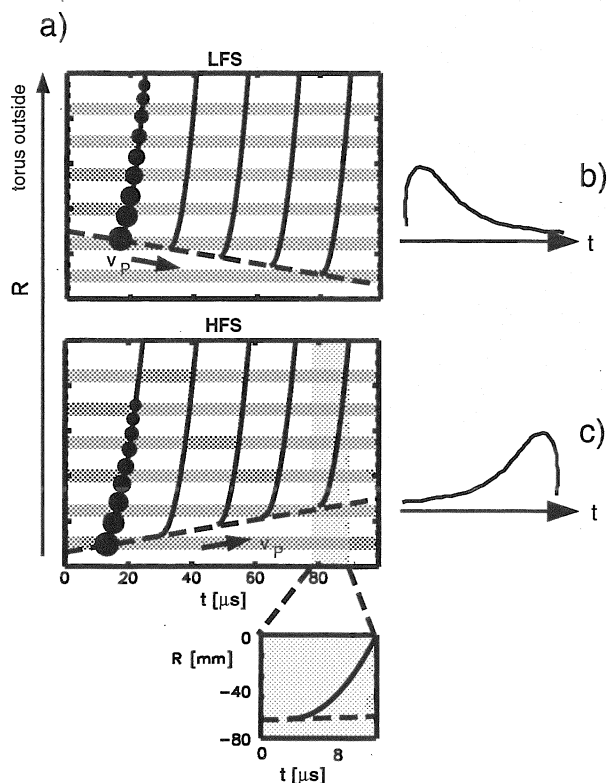 a)
LFS
torus outside
R
v_P
b)
t
HFS
v_P
c)
t
0 20 40 60 80
t [μs]
0
R [mm]
-40
-80
0 8
t [μs]